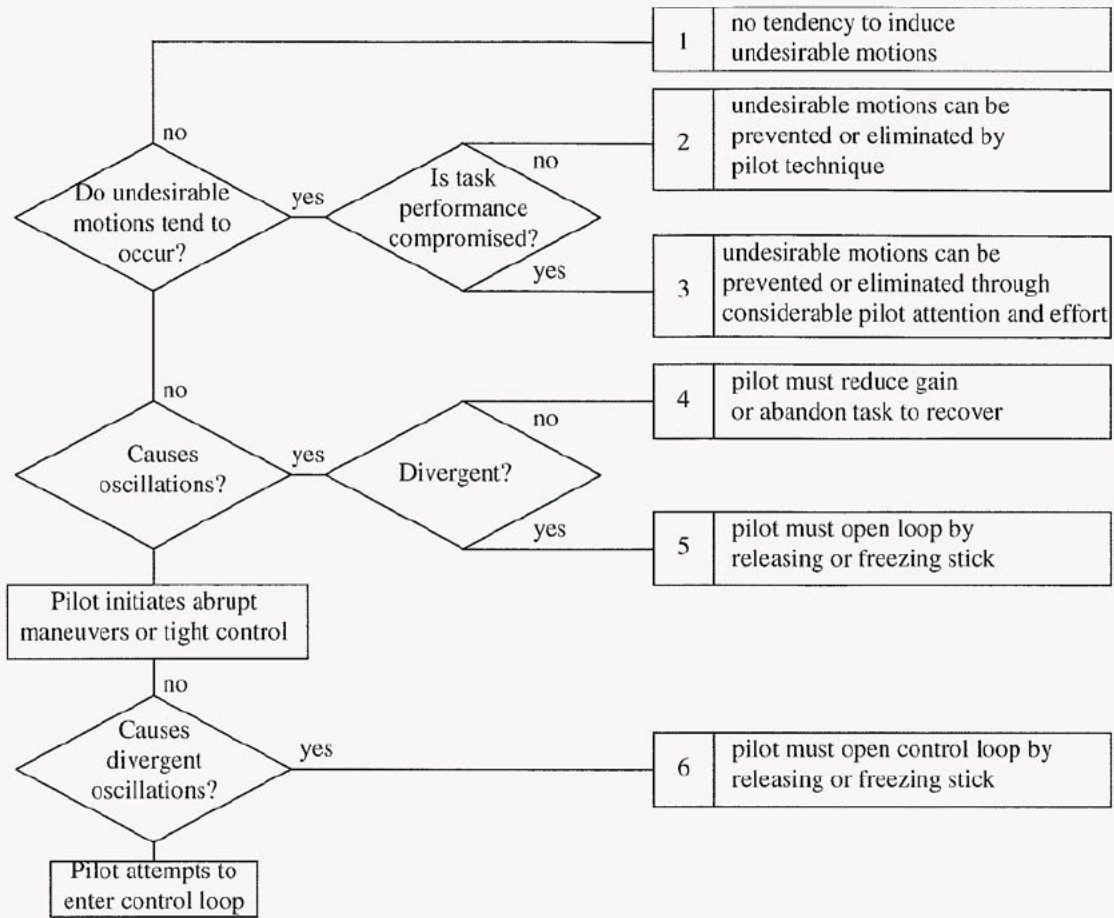 1
no tendency to induce
undesirable motions
no
Do undesirable
motions tend to
occur?
yes
Is task
performance
compromised?
no
2
undesirable motions can be
prevented or eliminated by
pilot technique
yes
3
undesirable motions can be
prevented or eliminated through
considerable pilot attention and effort
no
Causes
oscillations?
yes
Divergent?
no
4
pilot must reduce gain
or abandon task to recover
yes
5
pilot must open loop by
releasing or freezing stick
Pilot initiates abrupt
maneuvers or tight control
no
Causes
divergent
oscillations?
yes
6
pilot must open control loop by
releasing or freezing stick
Pilot attempts to
enter control loop